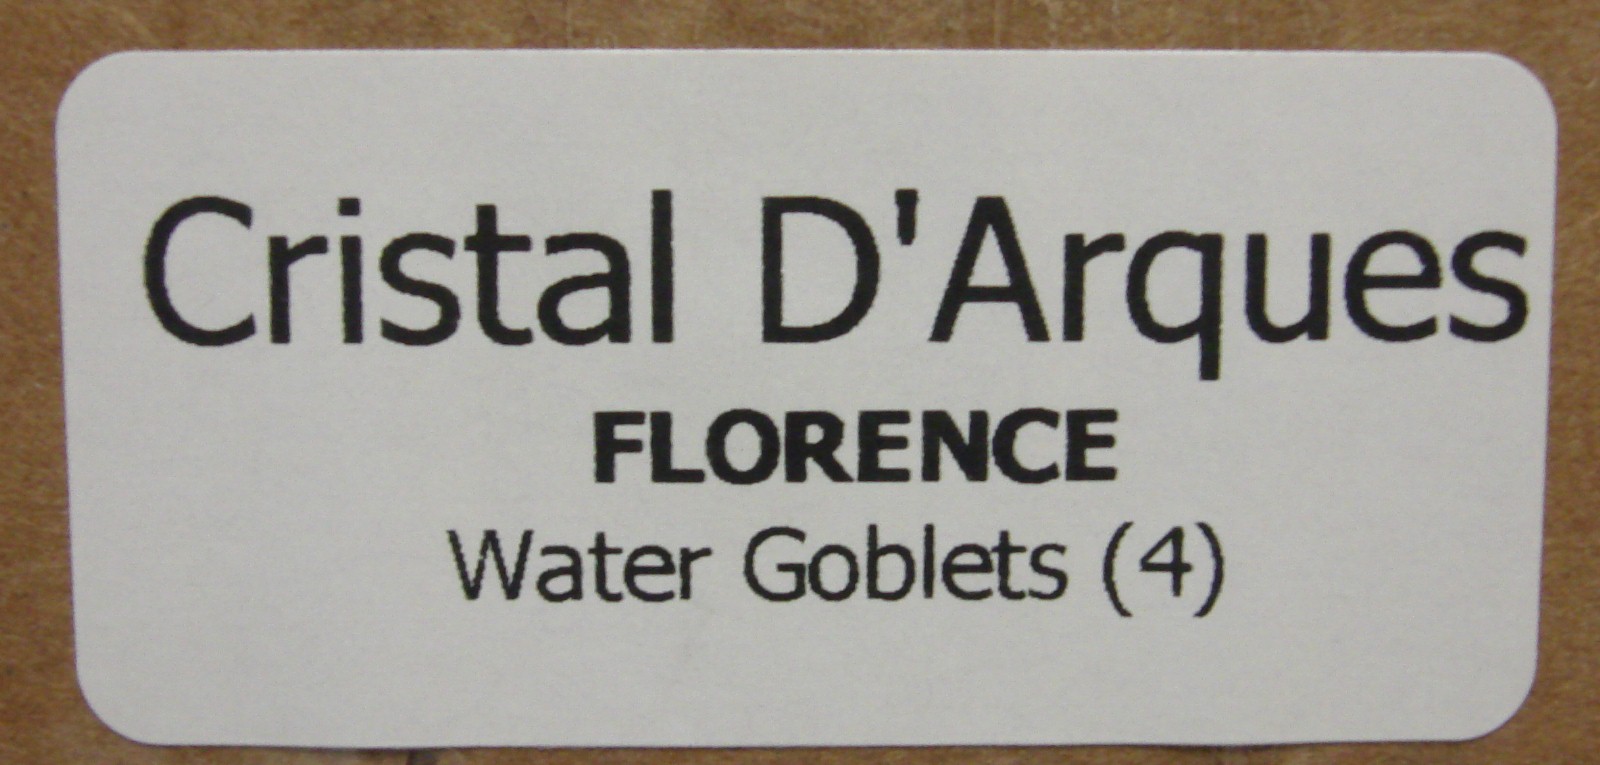 Cristal D'Arques
FLORENCE
Water Goblets (4)